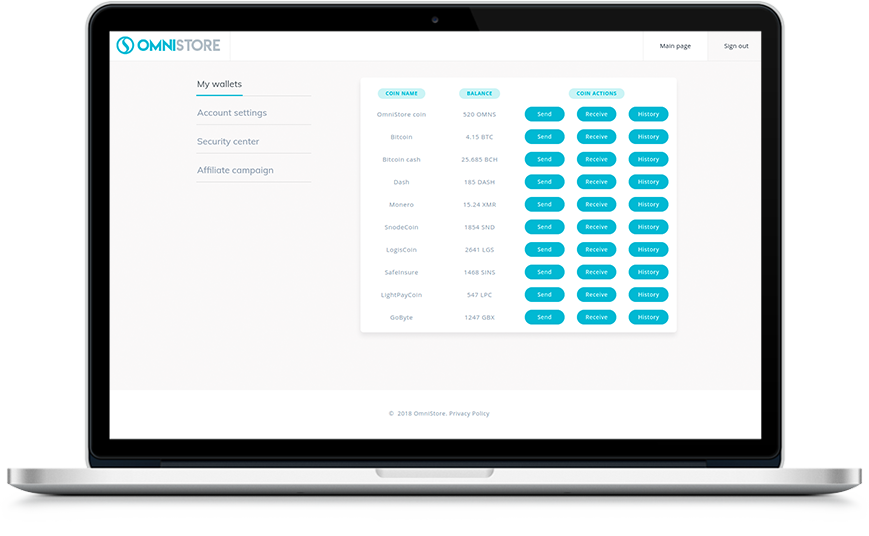 OMNISTORE
Main page
Sign out
My wallets
Account settings
Security center
Affiliate campaign
COIN NAME BALANCE COIN ACTIONS
OmniStore coin 520 OMNS Send Receive History
Bitcoin 4.15 BTC Send Receive History
Bitcoin cash 25.685 BCH Send Receive History
Dash 185 DASH Send Receive History
Monero 15.24 XMR Send Receive History
SnodeCoin 1854 SND Send Receive History
LogisCoin 2641 LGS Send Receive History
SafeInsure 1468 SINS Send Receive History
LightPayCoin 547 LPC Send Receive History
GoByte 1247 GBX Send Receive History
© 2018 OmniStore. Privacy Policy